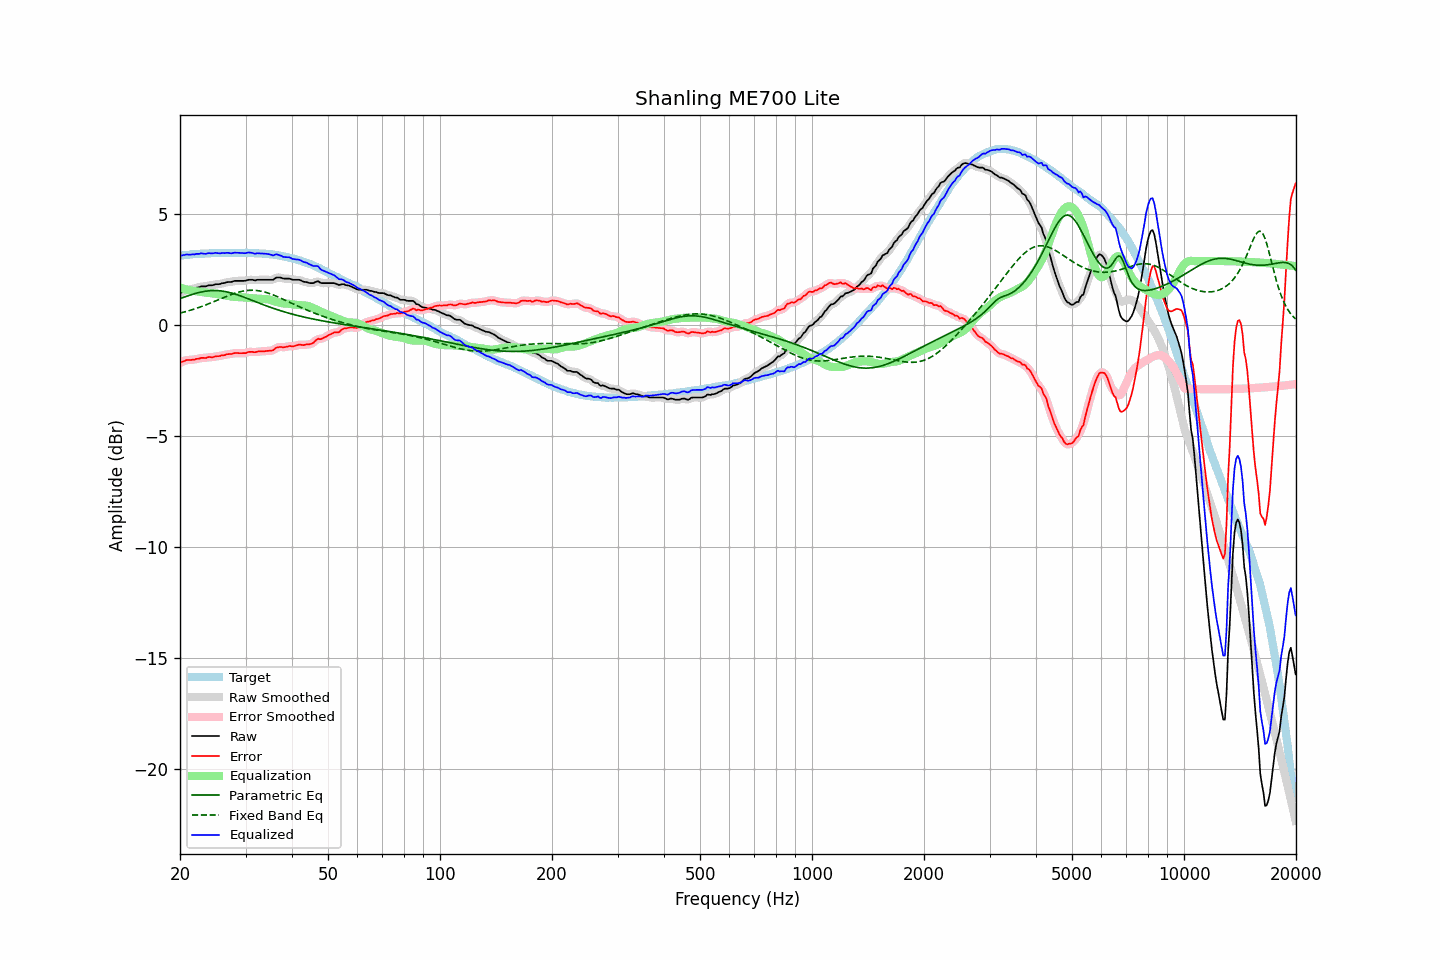 Shanling ME700 Lite
Amplitude (dBr)
5
0
−5
−10
−15
−20
Target
Raw Smoothed
Error Smoothed
Raw
Error
Equalization
Parametric Eq
Fixed Band Eq
Equalized
20 50 100 200 500 1000 2000 5000 10000 20000
Frequency (Hz)